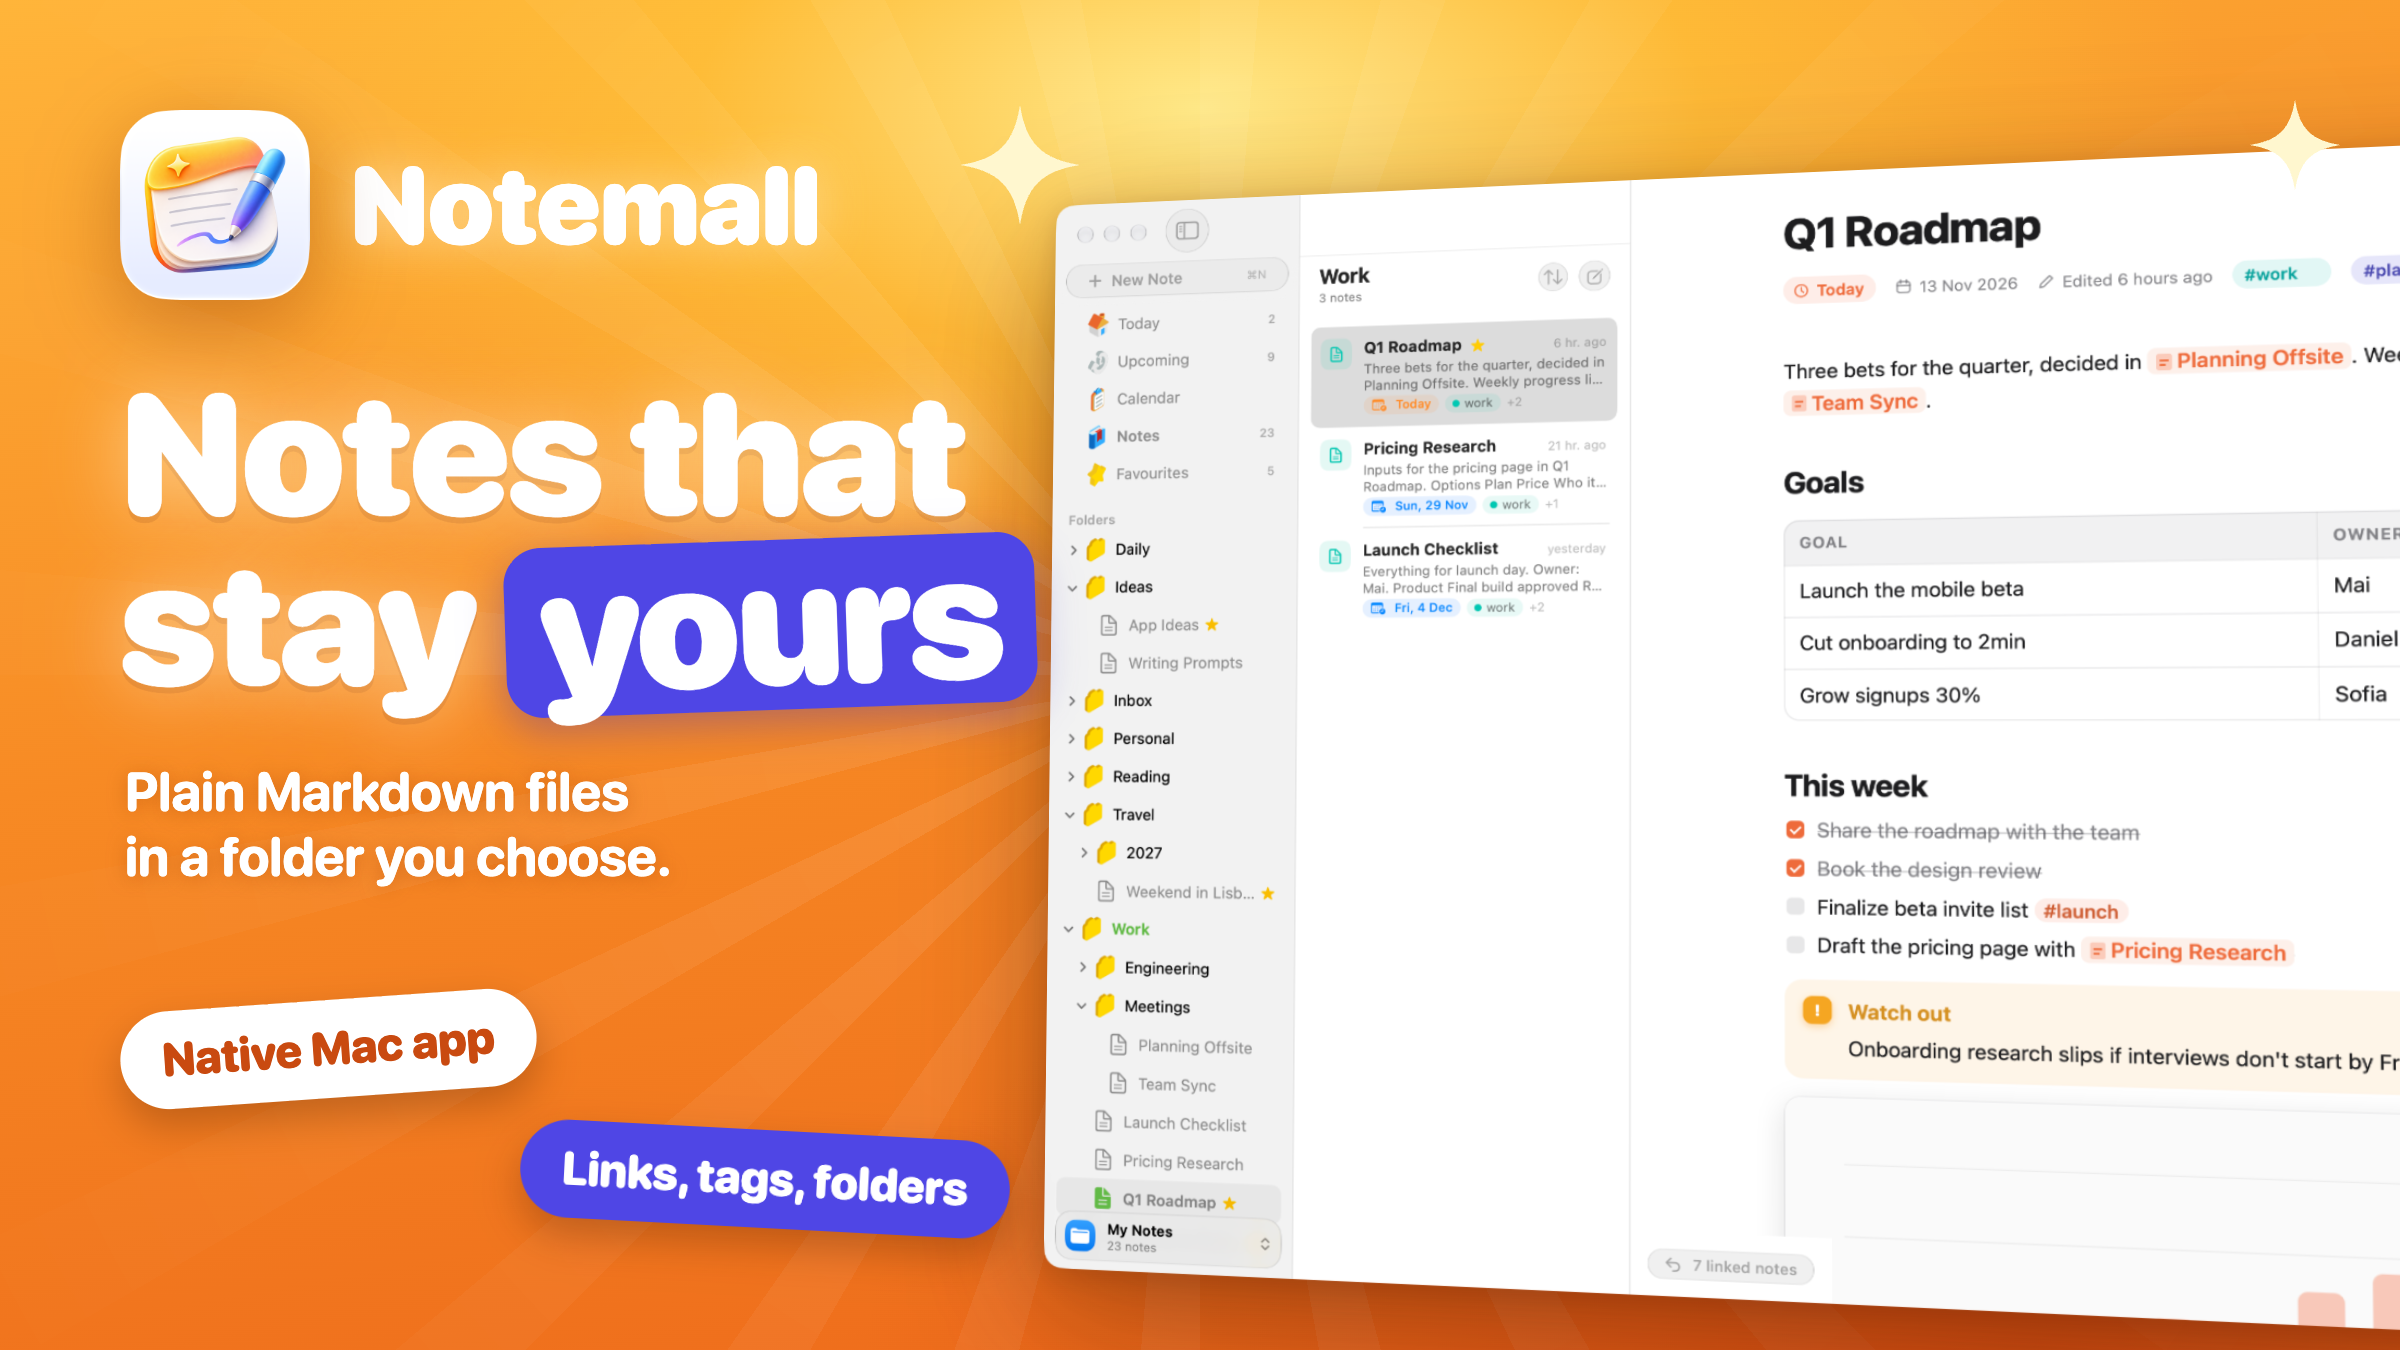 Notemall
Notes that
stay yours
Plain Markdown files
in a folder you choose.
Native Mac app
Links, tags, folders
New Note ⌘N
Today 2
Upcoming 9
Calendar
Notes 23
Favourites 5
Folders
Daily
Ideas
App Ideas
Writing Prompts
Inbox
Personal
Reading
Travel
2027
Weekend in Lisb...
Work
Engineering
Meetings
Planning Offsite
Team Sync
Launch Checklist
Pricing Research
Q1 Roadmap
My Notes
23 notes
Work
3 notes
Q1 Roadmap 6 hr. ago
Three bets for the quarter, decided in
Planning Offsite. Weekly progress li...
Today work +2
Pricing Research 21 hr. ago
Inputs for the pricing page in Q1
Roadmap. Options Plan Price Who it...
Sun, 29 Nov work +1
Launch Checklist yesterday
Everything for launch day. Owner:
Mai. Product Final build approved R...
Fri, 4 Dec work +2
Q1 Roadmap
Today 13 Nov 2026 Edited 6 hours ago #work #pla
Three bets for the quarter, decided in Planning Offsite . Wee
Team Sync .
Goals
GOAL OWNER
Launch the mobile beta Mai
Cut onboarding to 2min Daniel
Grow signups 30% Sofia
This week
Share the roadmap with the team
Book the design review
Finalize beta invite list #launch
Draft the pricing page with Pricing Research
Watch out
Onboarding research slips if interviews don't start by Fr
7 linked notes